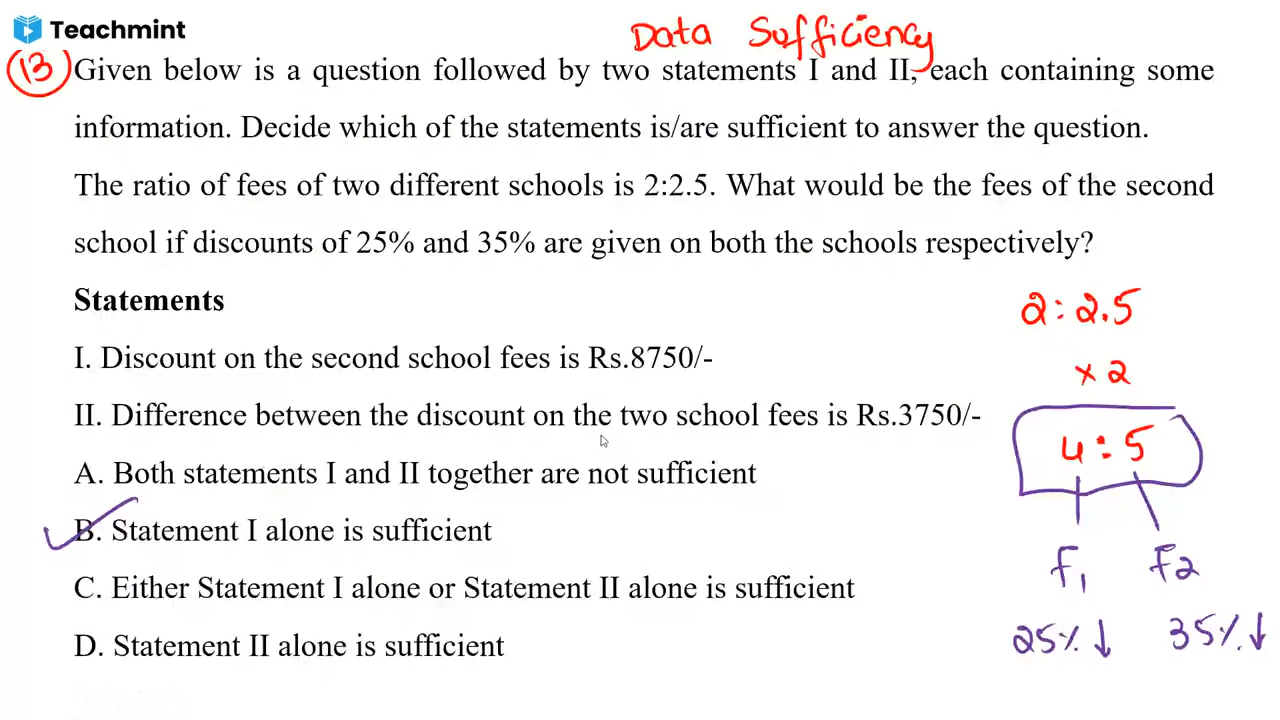 Teachmint
Data Sufficiency
13 Given below is a question followed by two statements I and II, each containing some
information. Decide which of the statements is/are sufficient to answer the question.
The ratio of fees of two different schools is 2:2.5. What would be the fees of the second
school if discounts of 25% and 35% are given on both the schools respectively?
Statements
I. Discount on the second school fees is Rs.8750/-
II. Difference between the discount on the two school fees is Rs.3750/-
A. Both statements I and II together are not sufficient
B. Statement I alone is sufficient
C. Either Statement I alone or Statement II alone is sufficient
D. Statement II alone is sufficient
2 : 2.5
× 2
4 : 5
F1 F2
25% ↓ 35% ↓